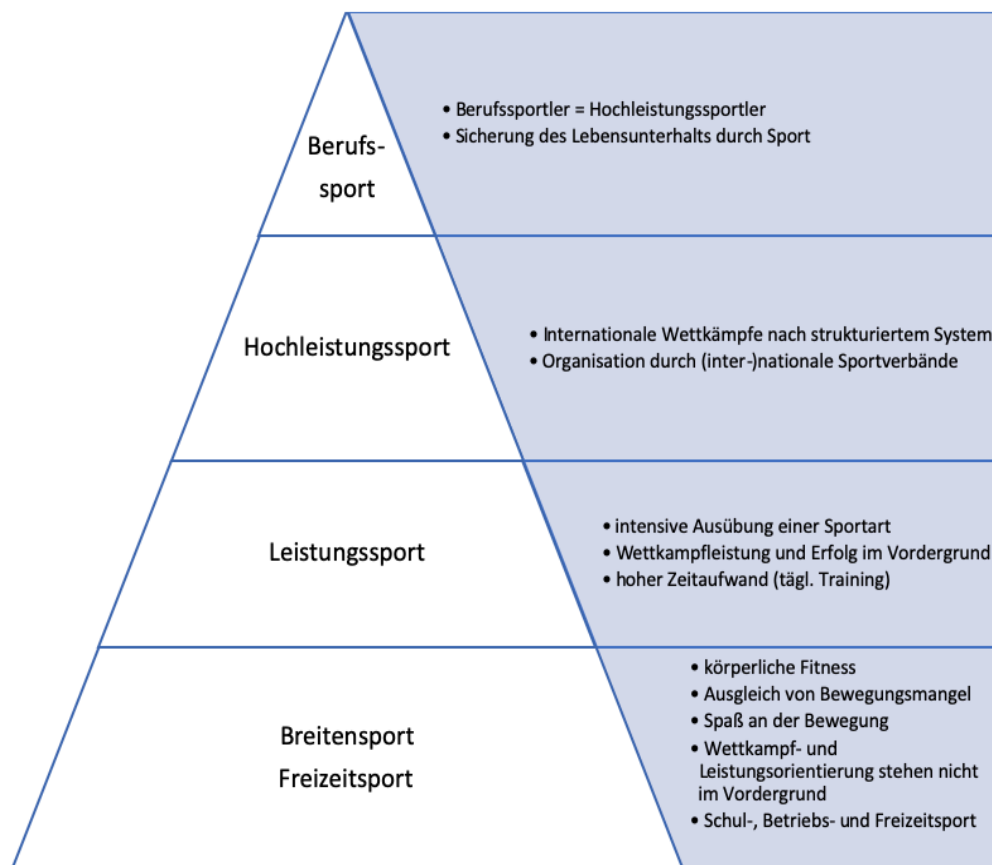 Berufs-
sport
• Berufssportler = Hochleistungssportler
• Sicherung des Lebensunterhalts durch Sport
Hochleistungssport
• Internationale Wettkämpfe nach strukturiertem System
• Organisation durch (inter-)nationale Sportverbände
Leistungssport
• intensive Ausübung einer Sportart
• Wettkampfleistung und Erfolg im Vordergrund
• hoher Zeitaufwand (tägl. Training)
Breitensport
Freizeitsport
• körperliche Fitness
• Ausgleich von Bewegungsmangel
• Spaß an der Bewegung
• Wettkampf- und
Leistungsorientierung stehen nicht
im Vordergrund
• Schul-, Betriebs- und Freizeitsport